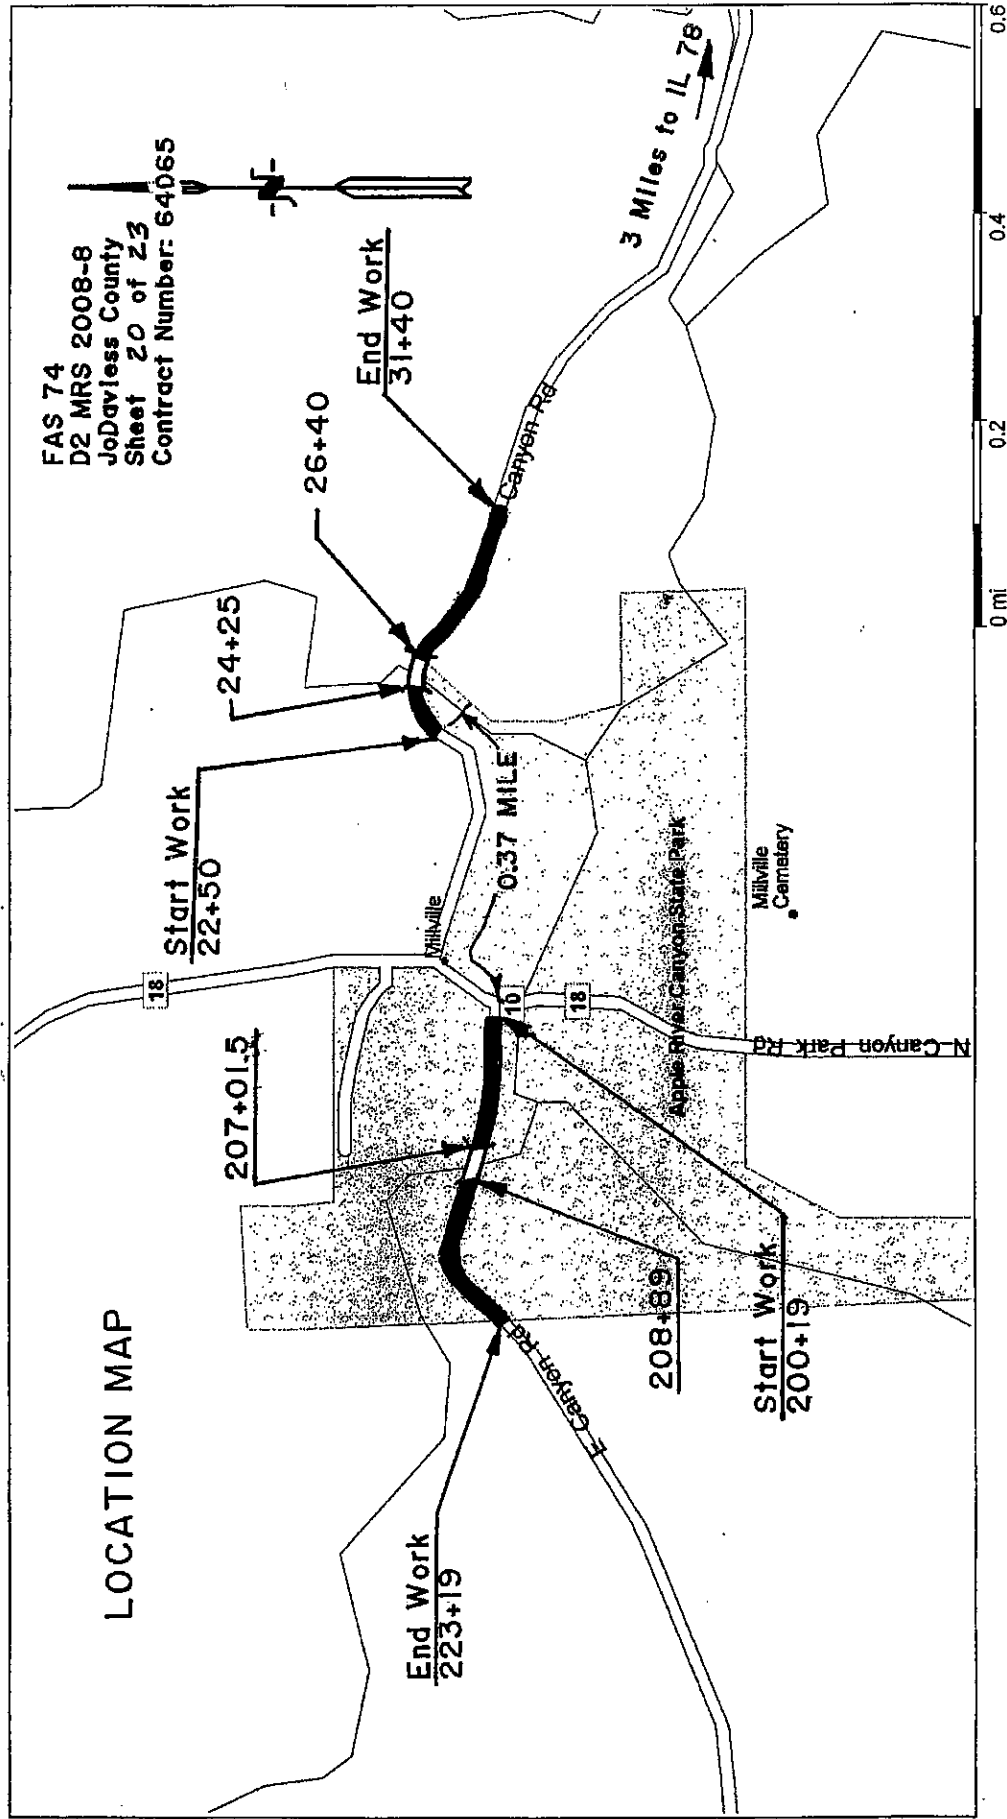 LOCATION MAP
FAS 74
D2 MRS 2008-8
JoDaviess County
Sheet 20 of 23
Contract Number: 64065
N
18
Start Work
22+50
24+25
26+40
End Work
31+40
207+01.5
Millville
0.37 MILE
Canyon Rd
3 Miles to IL 78
End Work
223+19
E Canyon Rd
10
18
208+89
Start Work
200+19
Apple River Canyon State Park
N Canyon Park Rd
Millville
Cemetery
0 mi 0.2 0.4 0.6